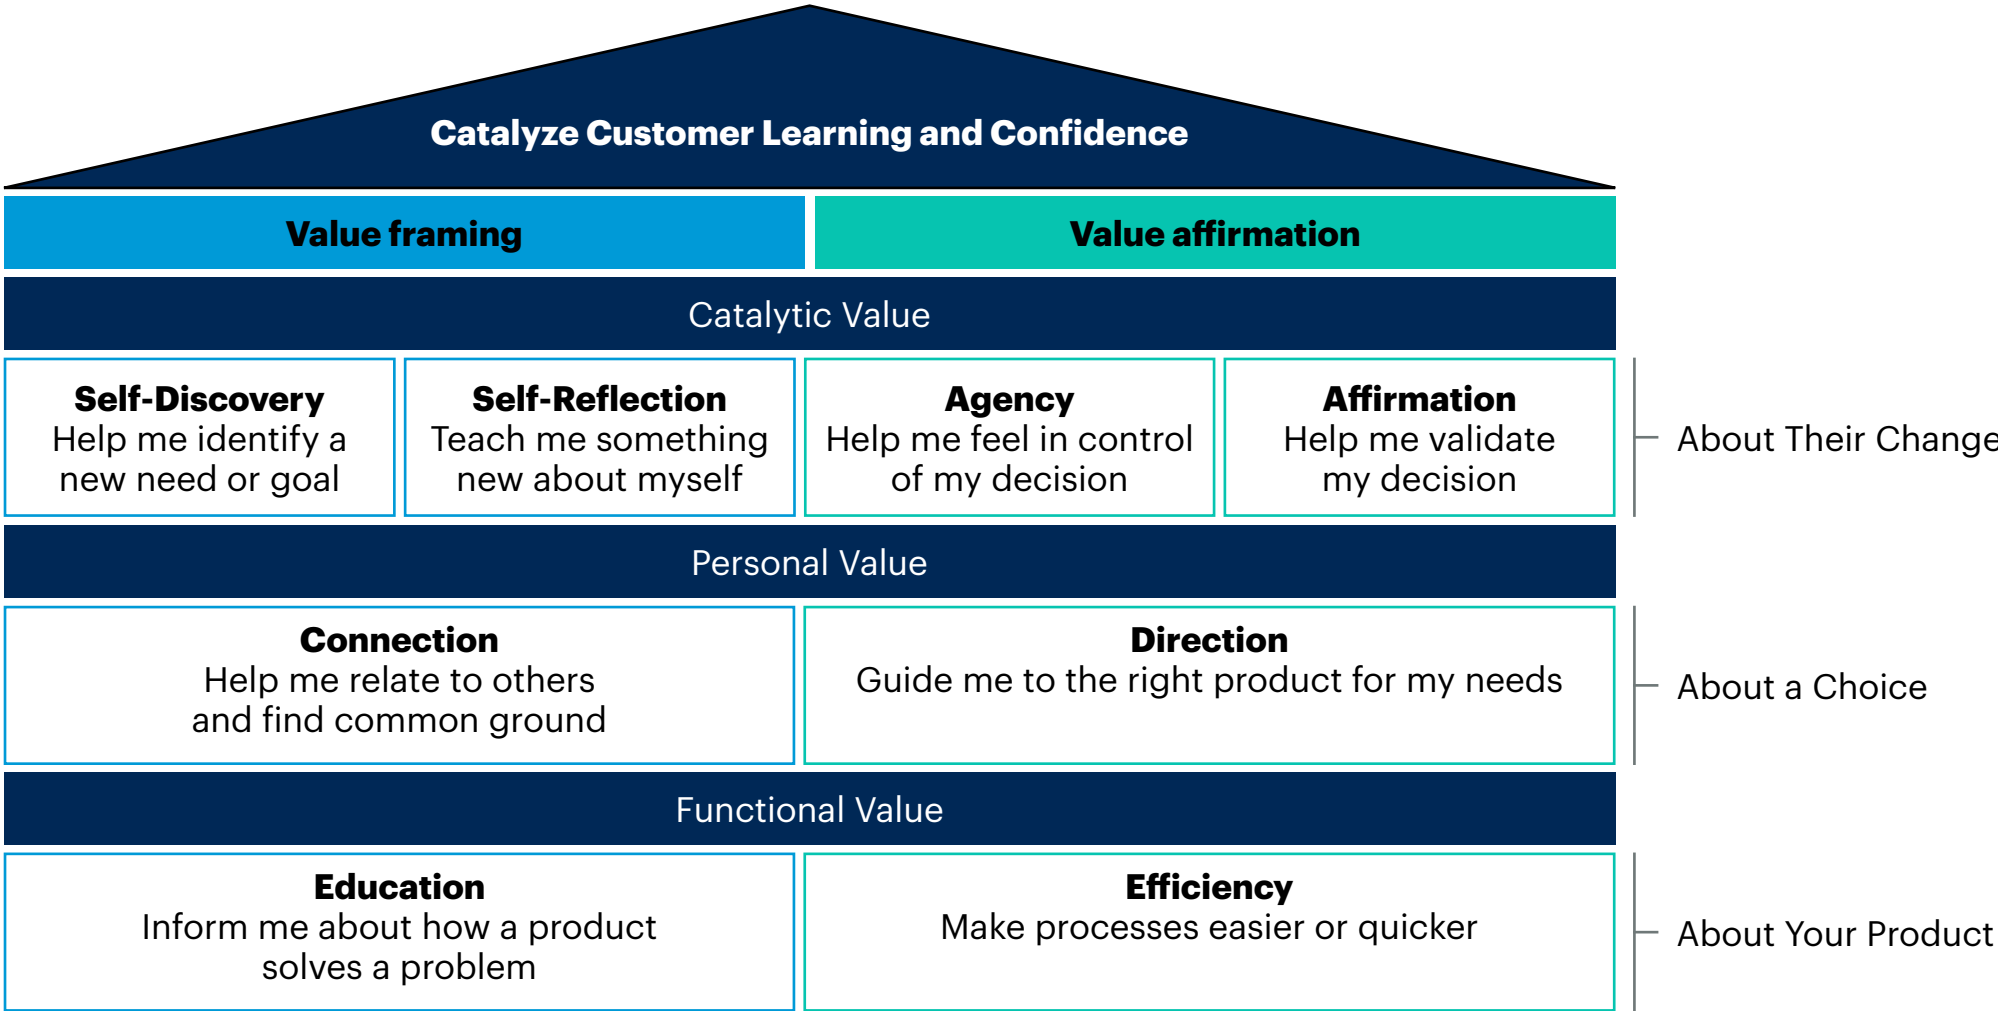 Catalyze Customer Learning and Confidence
Value framing
Value affirmation
Catalytic Value
Self-Discovery
Help me identify a
new need or goal
Self-Reflection
Teach me something
new about myself
Agency
Help me feel in control
of my decision
Affirmation
Help me validate
my decision
About Their Change
Personal Value
Connection
Help me relate to others
and find common ground
Direction
Guide me to the right product for my needs
About a Choice
Functional Value
Education
Inform me about how a product
solves a problem
Efficiency
Make processes easier or quicker
About Your Product